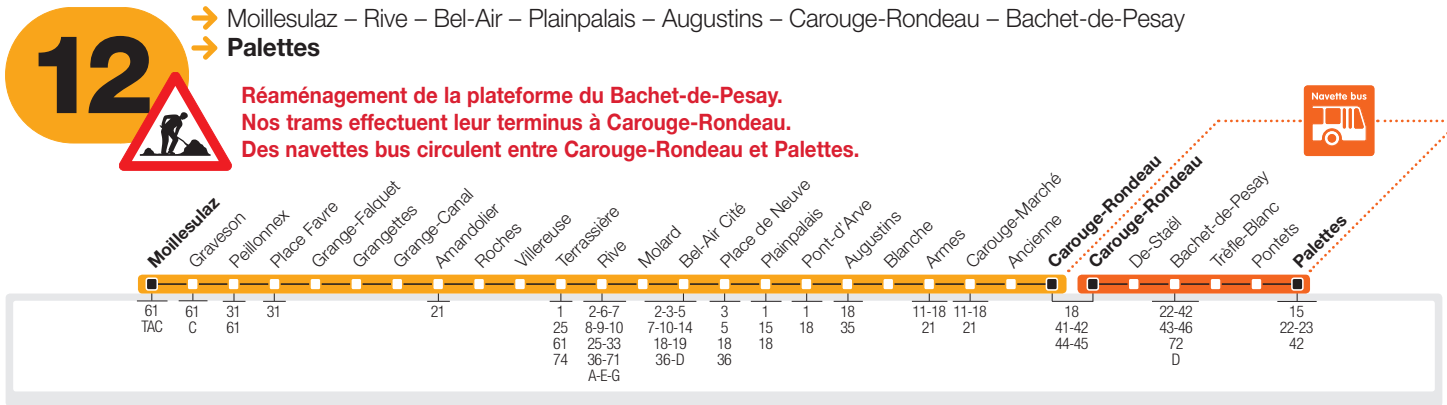 12
→ Moillesulaz – Rive – Bel-Air – Plainpalais – Augustins – Carouge-Rondeau – Bachet-de-Pesay
→ Palettes
Réaménagement de la plateforme du Bachet-de-Pesay.
Nos trams effectuent leur terminus à Carouge-Rondeau.
Des navettes bus circulent entre Carouge-Rondeau et Palettes.
Navette bus
Moillesulaz
Graveson
Peillonnex
Place Favre
Grange-Falquet
Grangettes
Grange-Canal
Amandolier
Roches
Villereuse
Terrassière
Rive
Molard
Bel-Air Cité
Place de Neuve
Plainpalais
Pont-d'Arve
Augustins
Blanche
Armes
Carouge-Marché
Ancienne
Carouge-Rondeau
Carouge-Rondeau
De-Staël
Bachet-de-Pesay
Trèfle-Blanc
Pontets
Palettes
61
TAC
61
C
31
61
31
21
1
25
61
74
2-6-7
8-9-10
25-33
36-71
A-E-G
2-3-5
7-10-14
18-19
36-D
3
5
18
36
1
15
18
1
18
18
35
11-18
21
11-18
21
18
41-42
44-45
22-42
43-46
72
D
15
22-23
42